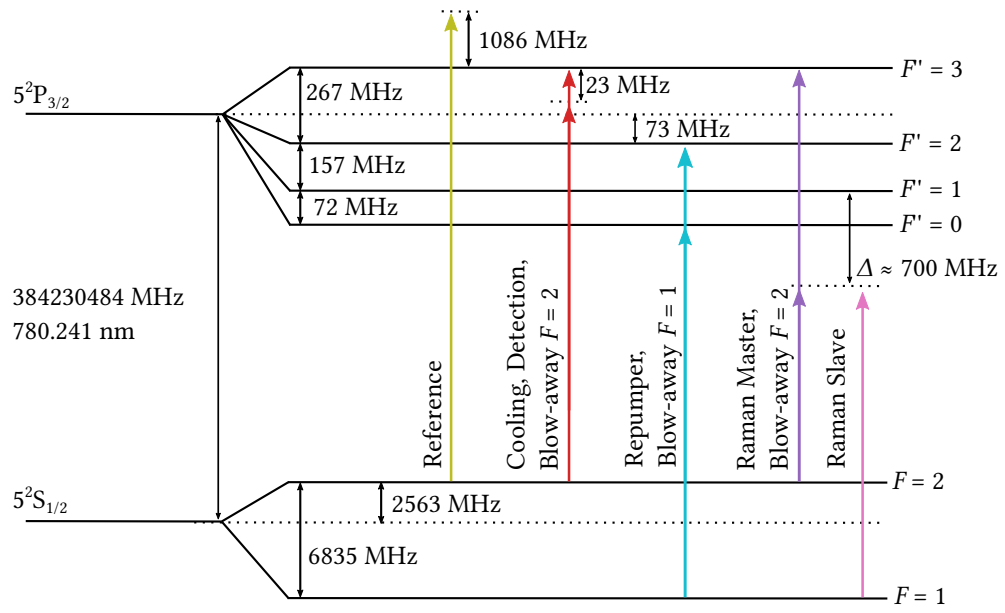 1086 MHz
F' = 3
5²P₃/₂
267 MHz
23 MHz
73 MHz
F' = 2
157 MHz
F' = 1
72 MHz
F' = 0
Δ ≈ 700 MHz
384230484 MHz
780.241 nm
Reference
Cooling, Detection,
Blow-away F = 2
Repumper,
Blow-away F = 1
Raman Master,
Blow-away F = 2
Raman Slave
5²S₁/₂
F = 2
2563 MHz
6835 MHz
F = 1